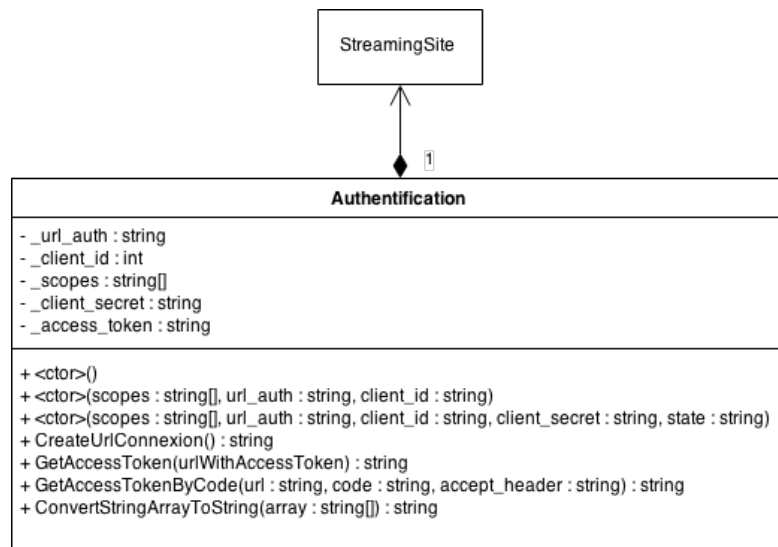 StreamingSite
1
Authentification
- _url_auth : string
- _client_id : int
- _scopes : string[]
- _client_secret : string
- _access_token : string
+ <ctor>()
+ <ctor>(scopes : string[], url_auth : string, client_id : string)
+ <ctor>(scopes : string[], url_auth : string, client_id : string, client_secret : string, state : string)
+ CreateUrlConnexion() : string
+ GetAccessToken(urlWithAccessToken) : string
+ GetAccessTokenByCode(url : string, code : string, accept_header : string) : string
+ ConvertStringArrayToString(array : string[]) : string